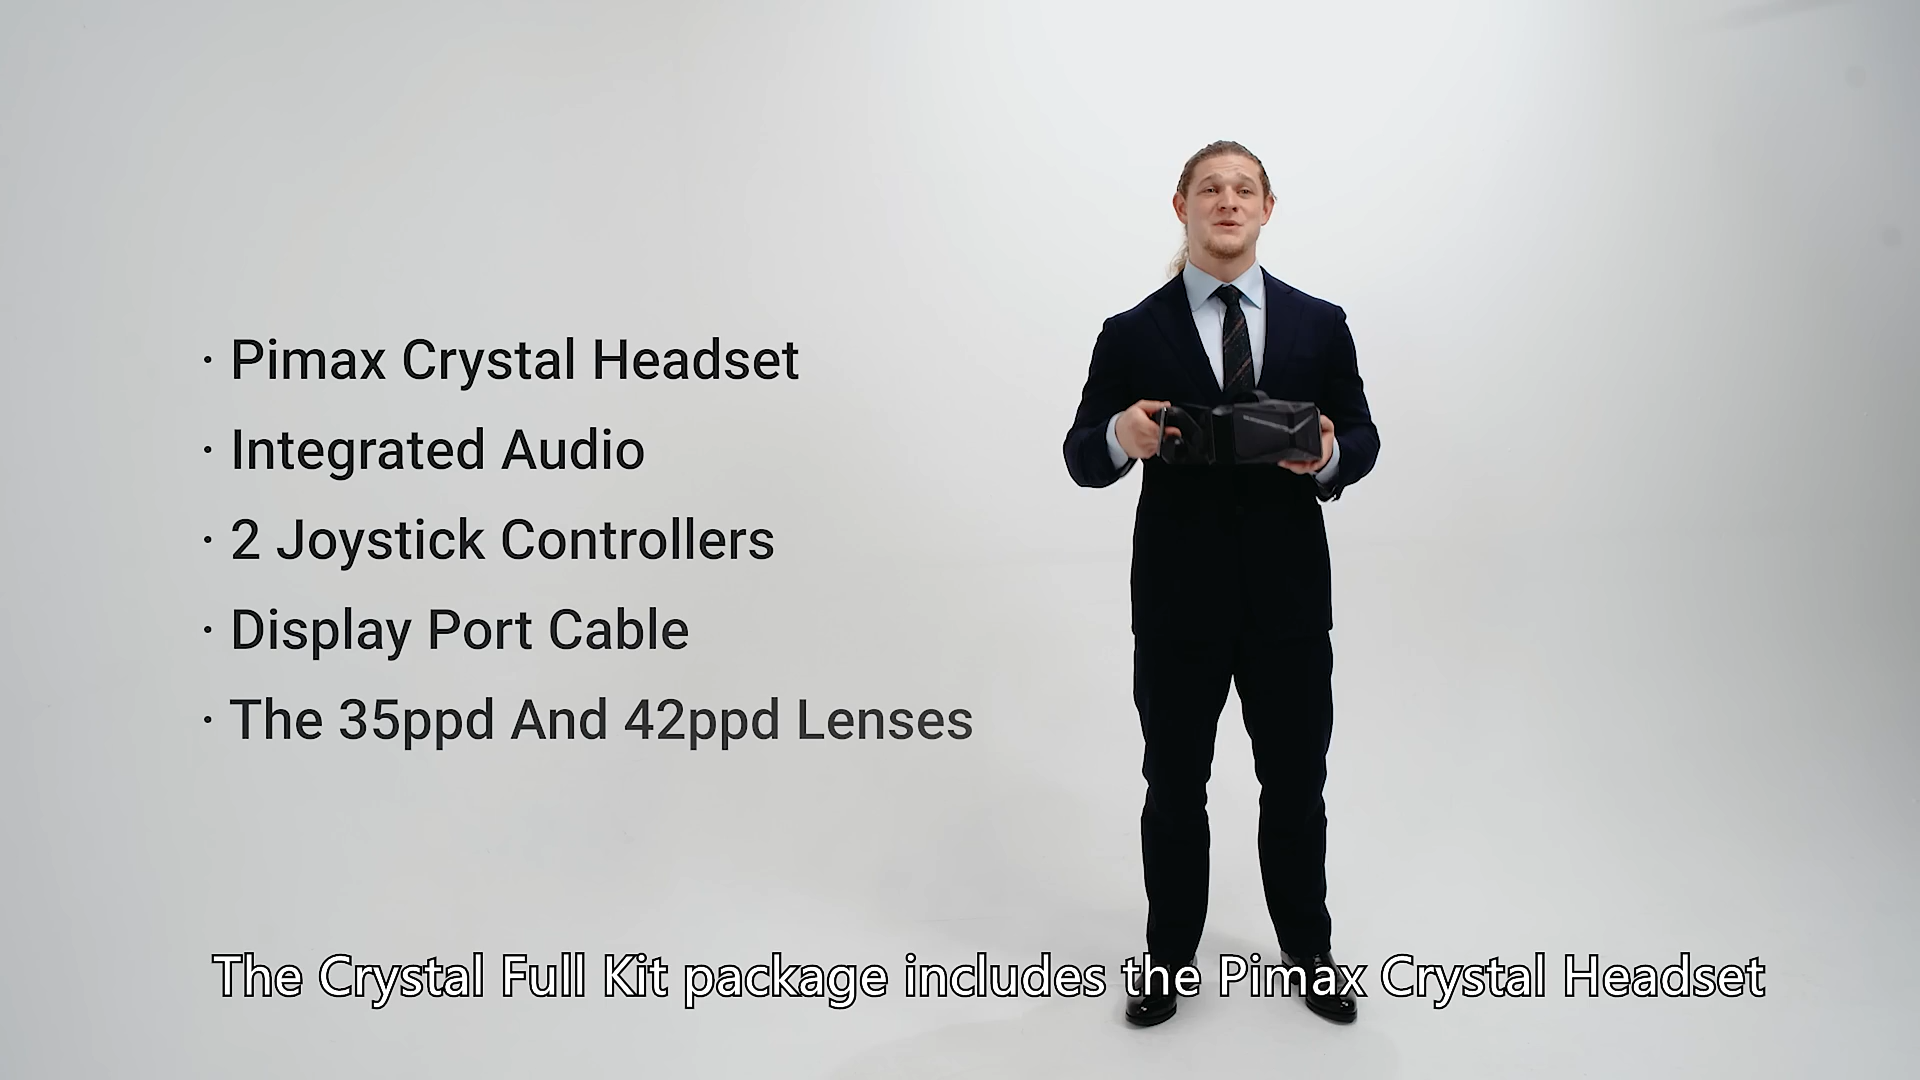 · Pimax Crystal Headset
· Integrated Audio
· 2 Joystick Controllers
· Display Port Cable
· The 35ppd And 42ppd Lenses
The Crystal Full Kit package includes the Pimax Crystal Headset